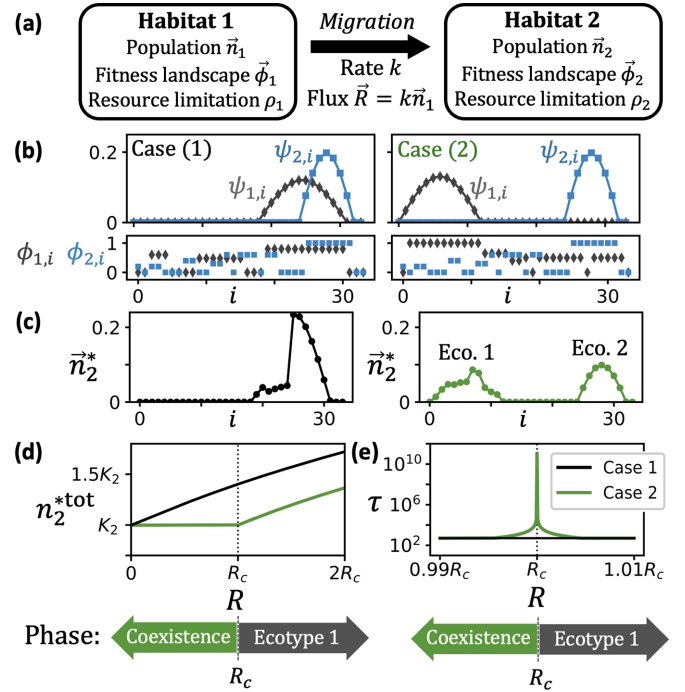 (a)
Habitat 1
Population n⃗₁
Fitness landscape ϕ⃗₁
Resource limitation ρ₁
Migration
Rate k
Flux R⃗ = kn⃗₁
Habitat 2
Population n⃗₂
Fitness landscape ϕ⃗₂
Resource limitation ρ₂
(b)
0.2
0
Case (1)
ψ₂,ᵢ
ψ₁,ᵢ
Case (2)
ψ₂,ᵢ
ψ₁,ᵢ
ϕ₁,ᵢ ϕ₂,ᵢ
1
0
0 i 30
0 i 30
(c)
n⃗₂*
0.2
0
0 i 30
n⃗₂*
0.2
0
Eco. 1
Eco. 2
0 i 30
(d)
n₂*ᵗᵒᵗ
1.5K₂
K₂
0 R_c 2R_c
R
(e)
τ
10¹⁰
10⁶
10²
Case 1
Case 2
0.99R_c R_c 1.01R_c
R
Phase:
Coexistence Ecotype 1
R_c
Coexistence Ecotype 1
R_c